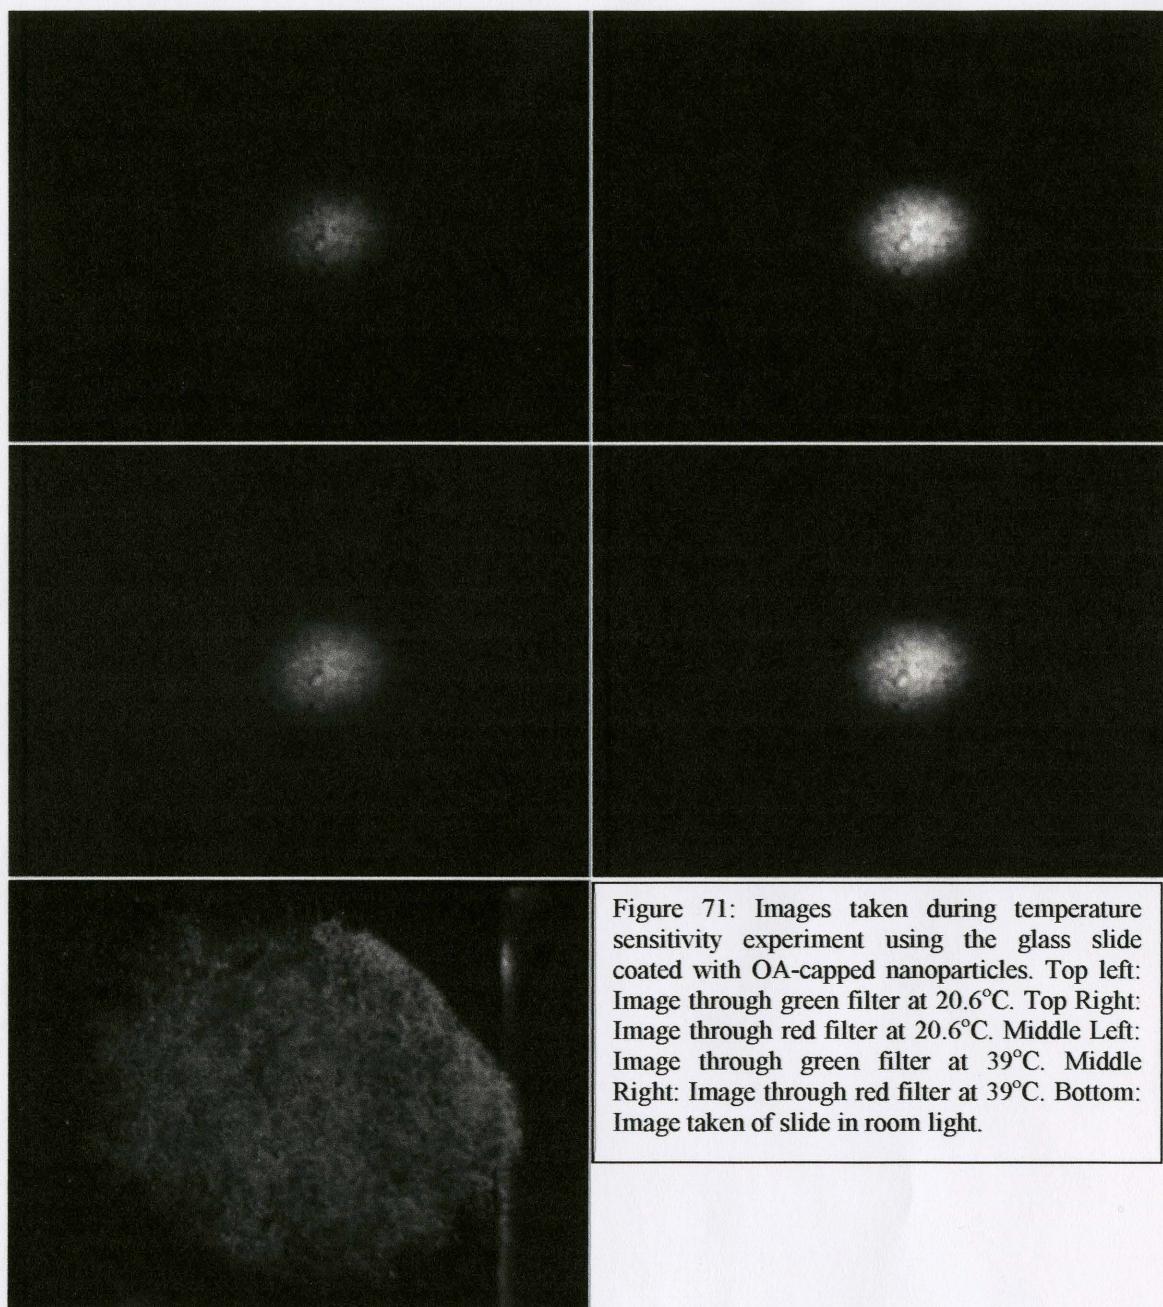 Figure 71: Images taken during temperature
sensitivity experiment using the glass slide
coated with OA-capped nanoparticles. Top left:
Image through green filter at 20.6°C. Top Right:
Image through red filter at 20.6°C. Middle Left:
Image through green filter at 39°C. Middle
Right: Image through red filter at 39°C. Bottom:
Image taken of slide in room light.